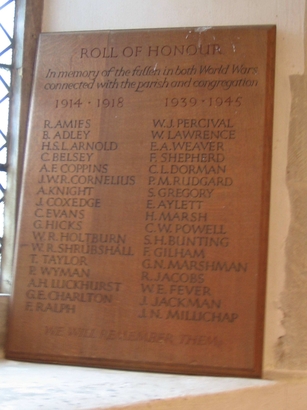 ROLL OF HONOUR
In memory of the fallen in both World Wars
connected with the parish and congregation
1914 · 1918
R. AMIES
B. ADLEY
H.S.L. ARNOLD
C. BELSEY
A.E. COPPINS
J.W.R. CORNELIUS
A. KNIGHT
J. COXEDGE
C. EVANS
G. HICKS
W.R. HOLTBURN
W.R. SHRUBSHALL
T. TAYLOR
P. WYMAN
A.H. LUCKHURST
G.E. CHARLTON
F. RALPH
1939 · 1945
W.J. PERCIVAL
W. LAWRENCE
E.A. WEAVER
F. SHEPHERD
C.L. DORMAN
P.M. RUDGARD
S. GREGORY
E. AYLETT
H. MARSH
C.W. POWELL
S.H. BUNTING
F. GILHAM
G.N. MARSHMAN
R. JACOBS
W.E. FEVER
J. JACKMAN
J.N. MILLICHAP
WE WILL REMEMBER THEM